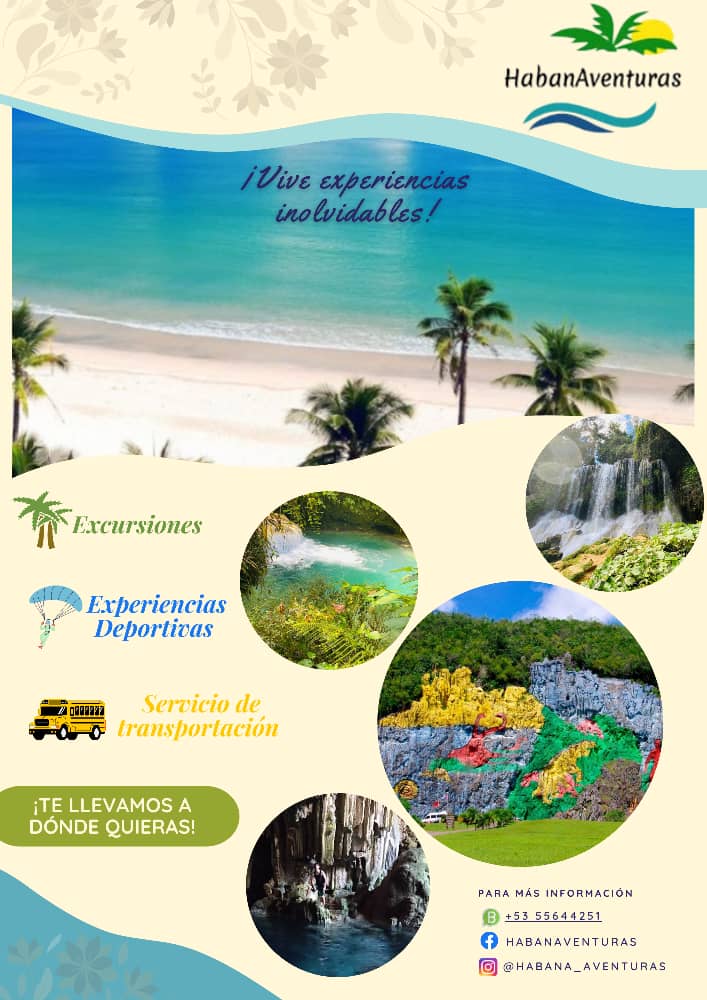 HabanAventuras
¡Vive experiencias
inolvidables!
Excursiones
Experiencias
Deportivas
Servicio de
transportación
¡TE LLEVAMOS A
DÓNDE QUIERAS!
PARA MÁS INFORMACIÓN
B +53 55644251
HABANAVENTURAS
@HABANA_AVENTURAS